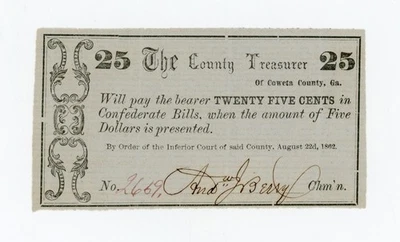 25 The County Treasurer 25
Of Coweta County, Ga.
Will pay the bearer TWENTY FIVE CENTS in
Confederate Bills, when the amount of Five
Dollars is presented.
By Order of the Inferior Court of said County. August 22d, 1862.
No. 2659. Andw J Berry Chm'n.